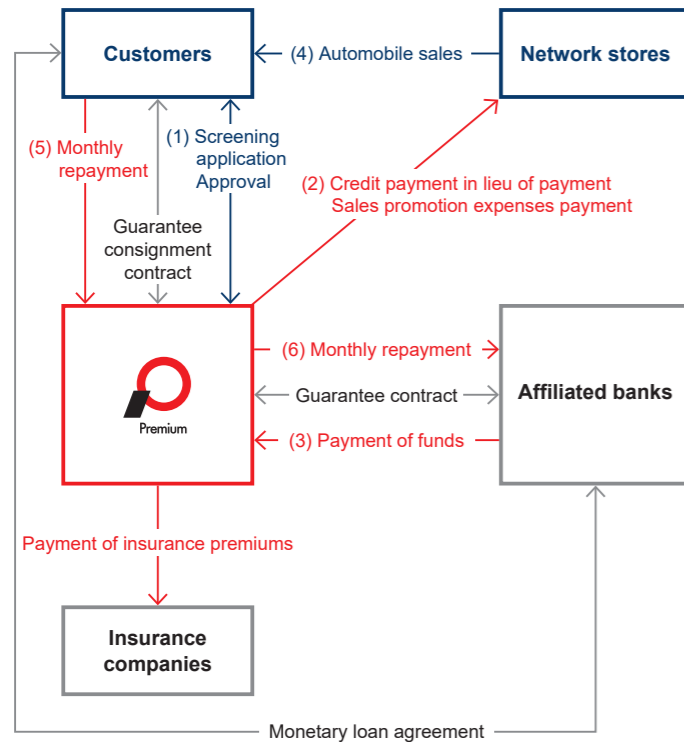 Customers
(4) Automobile sales
Network stores
(5) Monthly
repayment
(1) Screening
application
Approval
(2) Credit payment in lieu of payment
Sales promotion expenses payment
Guarantee
consignment
contract
(6) Monthly repayment
Guarantee contract
(3) Payment of funds
Affiliated banks
Premium
Payment of insurance premiums
Insurance
companies
Monetary loan agreement